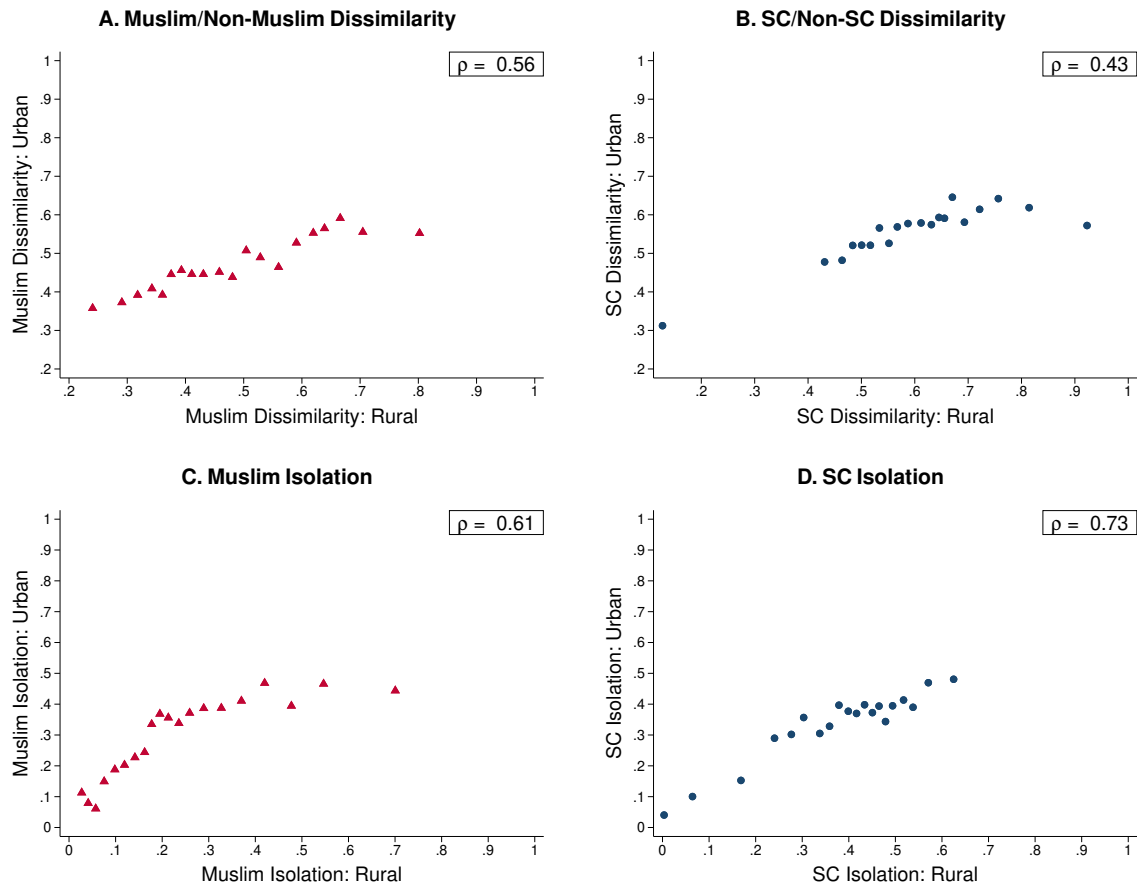 A. Muslim/Non-Muslim Dissimilarity
ρ = 0.56
1
.9
.8
.7
.6
.5
.4
.3
.2
Muslim Dissimilarity: Urban
.2 .3 .4 .5 .6 .7 .8 .9 1
Muslim Dissimilarity: Rural
B. SC/Non-SC Dissimilarity
ρ = 0.43
1
.9
.8
.7
.6
.5
.4
.3
.2
SC Dissimilarity: Urban
.2 .3 .4 .5 .6 .7 .8 .9 1
SC Dissimilarity: Rural
C. Muslim Isolation
ρ = 0.61
1
.9
.8
.7
.6
.5
.4
.3
.2
.1
0
Muslim Isolation: Urban
0 .1 .2 .3 .4 .5 .6 .7 .8 .9 1
Muslim Isolation: Rural
D. SC Isolation
ρ = 0.73
1
.9
.8
.7
.6
.5
.4
.3
.2
.1
0
SC Isolation: Urban
0 .1 .2 .3 .4 .5 .6 .7 .8 .9 1
SC Isolation: Rural